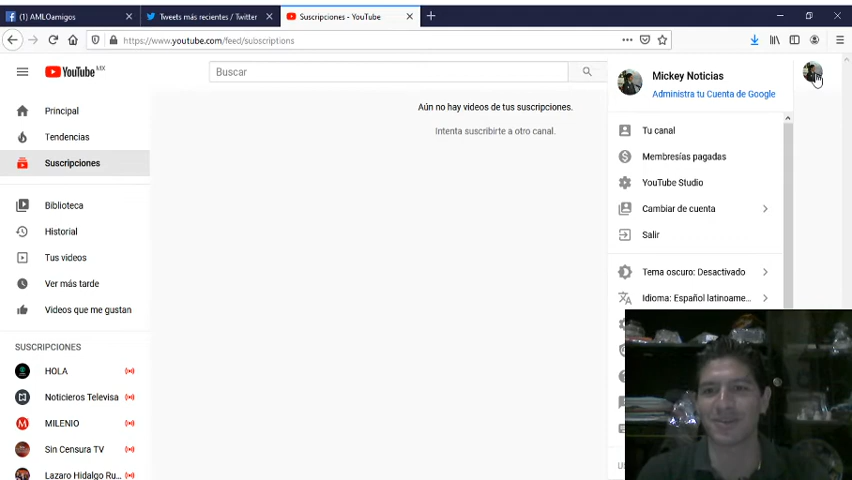 (1) AMLOamigos
Tweets más recientes / Twitter
Suscripciones - YouTube
https://www.youtube.com/feed/subscriptions
YouTube MX
Buscar
Mickey Noticias
Administra tu Cuenta de Google
Principal
Tendencias
Suscripciones
Biblioteca
Historial
Tus videos
Ver más tarde
Videos que me gustan
SUSCRIPCIONES
HOLA
Noticieros Televisa
MILENIO
Sin Censura TV
Lazaro Hidalgo Ru...
Aún no hay videos de tus suscripciones.
Intenta suscribirte a otro canal.
Tu canal
Membresías pagadas
YouTube Studio
Cambiar de cuenta
Salir
Tema oscuro: Desactivado
Idioma: Español latinoame...